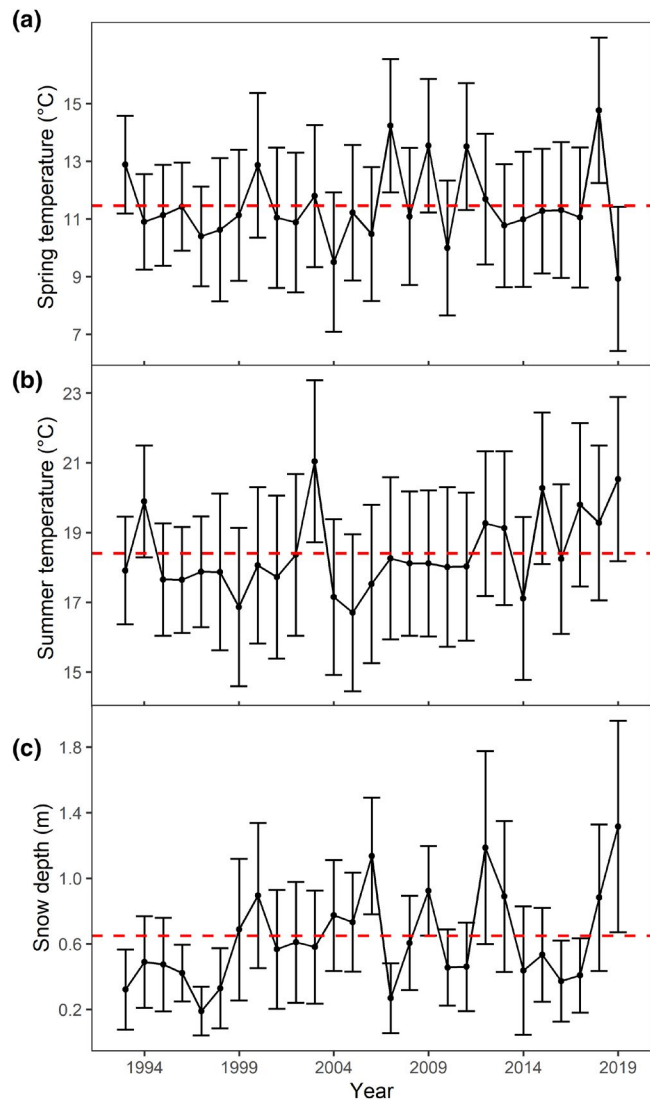 (a)
Spring temperature (°C)
15
13
11
9
7
(b)
Summer temperature (°C)
23
21
19
17
15
(c)
Snow depth (m)
1.8
1.4
1.0
0.6
0.2
1994 1999 2004 2009 2014 2019
Year